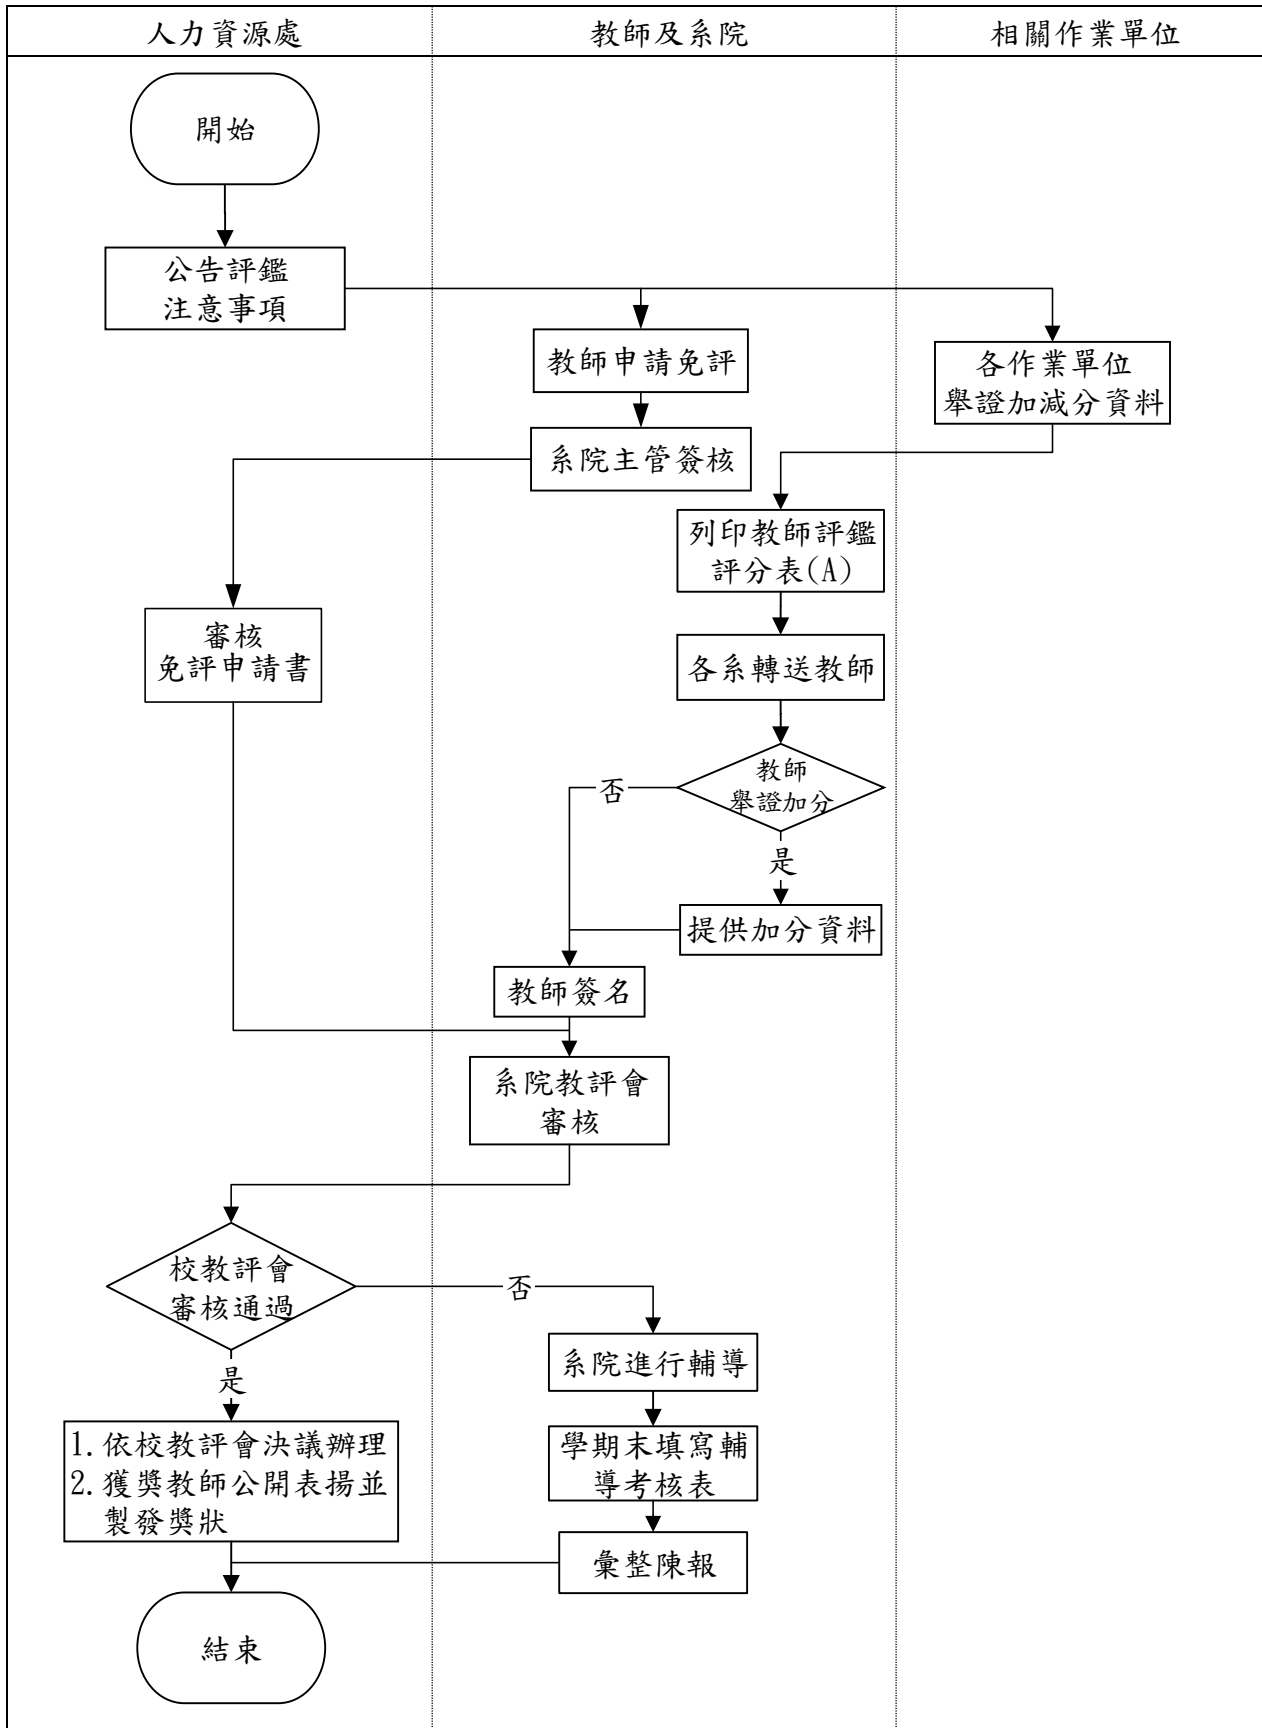 人力資源處
教師及系院
相關作業單位
開始
公告評鑑
注意事項
教師申請免評
各作業單位
舉證加減分資料
系院主管簽核
列印教師評鑑
評分表(A)
審核
免評申請書
各系轉送教師
教師
舉證加分
否
是
提供加分資料
教師簽名
系院教評會
審核
校教評會
審核通過
否
是
系院進行輔導
1. 依校教評會決議辦理
2. 獲獎教師公開表揚並
製發獎狀
學期末填寫輔
導考核表
彙整陳報
結束